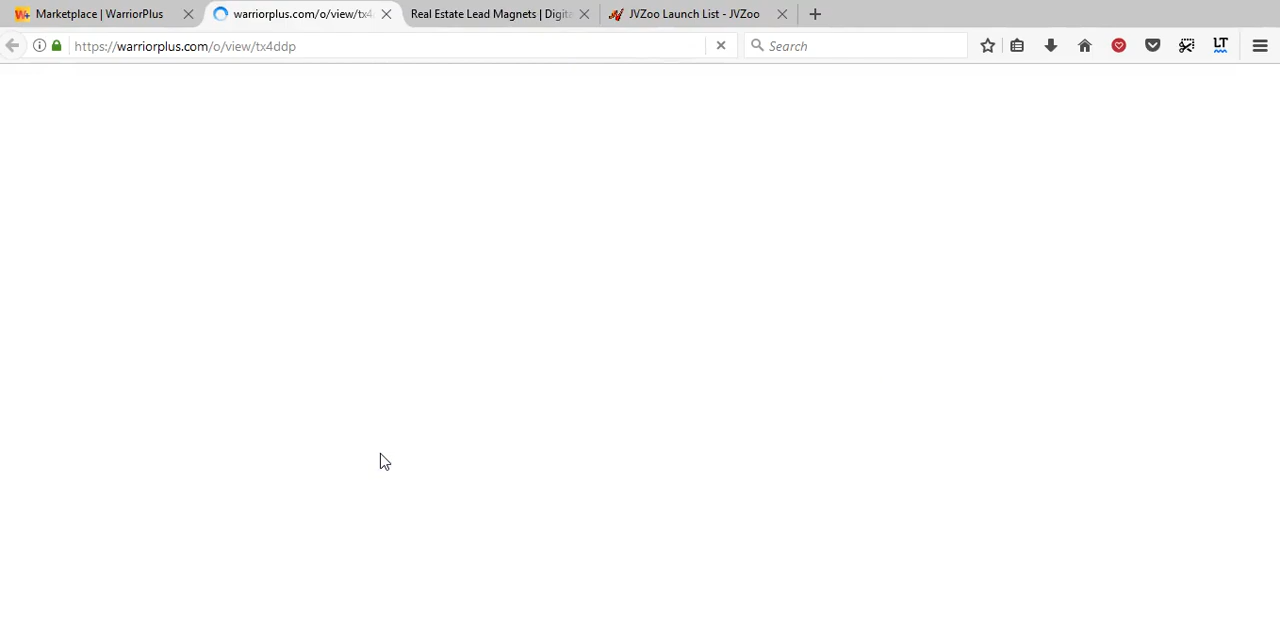 Marketplace | WarriorPlus
warriorplus.com/o/view/tx4
Real Estate Lead Magnets | Digit
JVZoo Launch List - JVZoo
https://warriorplus.com/o/view/tx4ddp
Search
LT